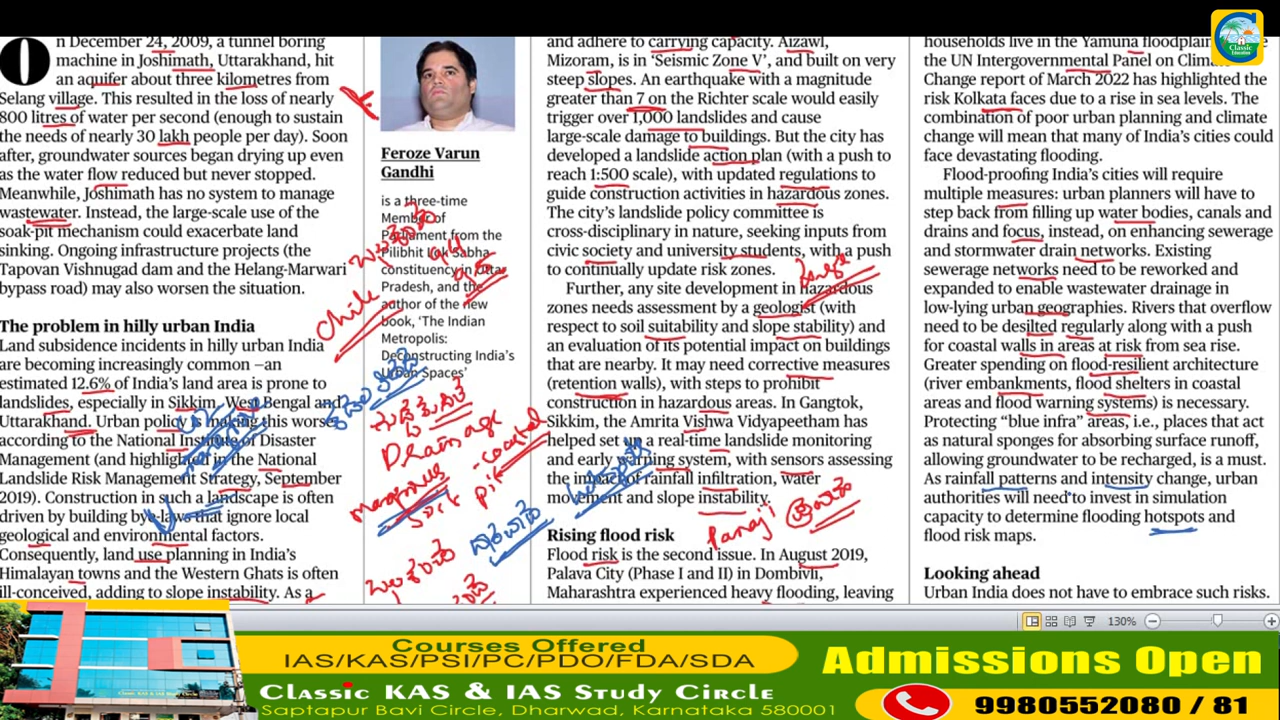 On December 24, 2009, a tunnel boring
machine in Joshimath, Uttarakhand, hit
an aquifer about three kilometres from
Selang village. This resulted in the loss of nearly
800 litres of water per second (enough to sustain
the needs of nearly 30 lakh people per day). Soon
after, groundwater sources began drying up even
as the water flow reduced but never stopped.
Meanwhile, Joshimath has no system to manage
wastewater. Instead, the large-scale use of the
soak-pit mechanism could exacerbate land
sinking. Ongoing infrastructure projects (the
Tapovan Vishnugad dam and the Helang-Marwari
bypass road) may also worsen the situation.
The problem in hilly urban India
Land subsidence incidents in hilly urban India
are becoming increasingly common —an
estimated 12.6% of India's land area is prone to
landslides, especially in Sikkim, West Bengal and
Uttarakhand. Urban policy is making this worse,
according to the National Institute of Disaster
Management (and highlighted in the National
Landslide Risk Management Strategy, September
2019). Construction in such a landscape is often
driven by building bye-laws that ignore local
geological and environmental factors.
Consequently, land use planning in India's
Himalayan towns and the Western Ghats is often
ill-conceived, adding to slope instability. As a
Feroze Varun
Gandhi
is a three-time
Member of
Parliament from the
Pilibhit Lok Sabha
constituency in Uttar
Pradesh, and the
author of the new
book, 'The Indian
Metropolis:
Deconstructing India's
Urban Spaces'
Chile
95
Drainage
coastal
and adhere to carrying capacity. Aizawl,
Mizoram, is in 'Seismic Zone V', and built on very
steep slopes. An earthquake with a magnitude
greater than 7 on the Richter scale would easily
trigger over 1,000 landslides and cause
large-scale damage to buildings. But the city has
developed a landslide action plan (with a push to
reach 1:500 scale), with updated regulations to
guide construction activities in hazardous zones.
The city's landslide policy committee is
cross-disciplinary in nature, seeking inputs from
civic society and university students, with a push
to continually update risk zones.
Further, any site development in hazardous
zones needs assessment by a geologist (with
respect to soil suitability and slope stability) and
an evaluation of its potential impact on buildings
that are nearby. It may need corrective measures
(retention walls), with steps to prohibit
construction in hazardous areas. In Gangtok,
Sikkim, the Amrita Vishwa Vidyapeetham has
helped set up a real-time landslide monitoring
and early warning system, with sensors assessing
the impact of rainfall infiltration, water
movement and slope instability.
Panaji
Rising flood risk
Flood risk is the second issue. In August 2019,
Palava City (Phase I and II) in Dombivli,
Maharashtra experienced heavy flooding, leaving
households live in the Yamuna floodplain
the UN Intergovernmental Panel on Climate
Change report of March 2022 has highlighted the
risk Kolkata faces due to a rise in sea levels. The
combination of poor urban planning and climate
change will mean that many of India's cities could
face devastating flooding.
Flood-proofing India's cities will require
multiple measures: urban planners will have to
step back from filling up water bodies, canals and
drains and focus, instead, on enhancing sewerage
and stormwater drain networks. Existing
sewerage networks need to be reworked and
expanded to enable wastewater drainage in
low-lying urban geographies. Rivers that overflow
need to be desilted regularly along with a push
for coastal walls in areas at risk from sea rise.
Greater spending on flood-resilient architecture
(river embankments, flood shelters in coastal
areas and flood warning systems) is necessary.
Protecting "blue infra" areas, i.e., places that act
as natural sponges for absorbing surface runoff,
allowing groundwater to be recharged, is a must.
As rainfall patterns and intensity change, urban
authorities will need to invest in simulation
capacity to determine flooding hotspots and
flood risk maps.
Looking ahead
Urban India does not have to embrace such risks.
Classic
Education
130%
Courses Offered
IAS/KAS/PSI/PC/PDO/FDA/SDA
Classic KAS & IAS Study Circle
Saptapur Bavi Circle, Dharwad, Karnataka 580001
Admissions Open
9980552080 / 81